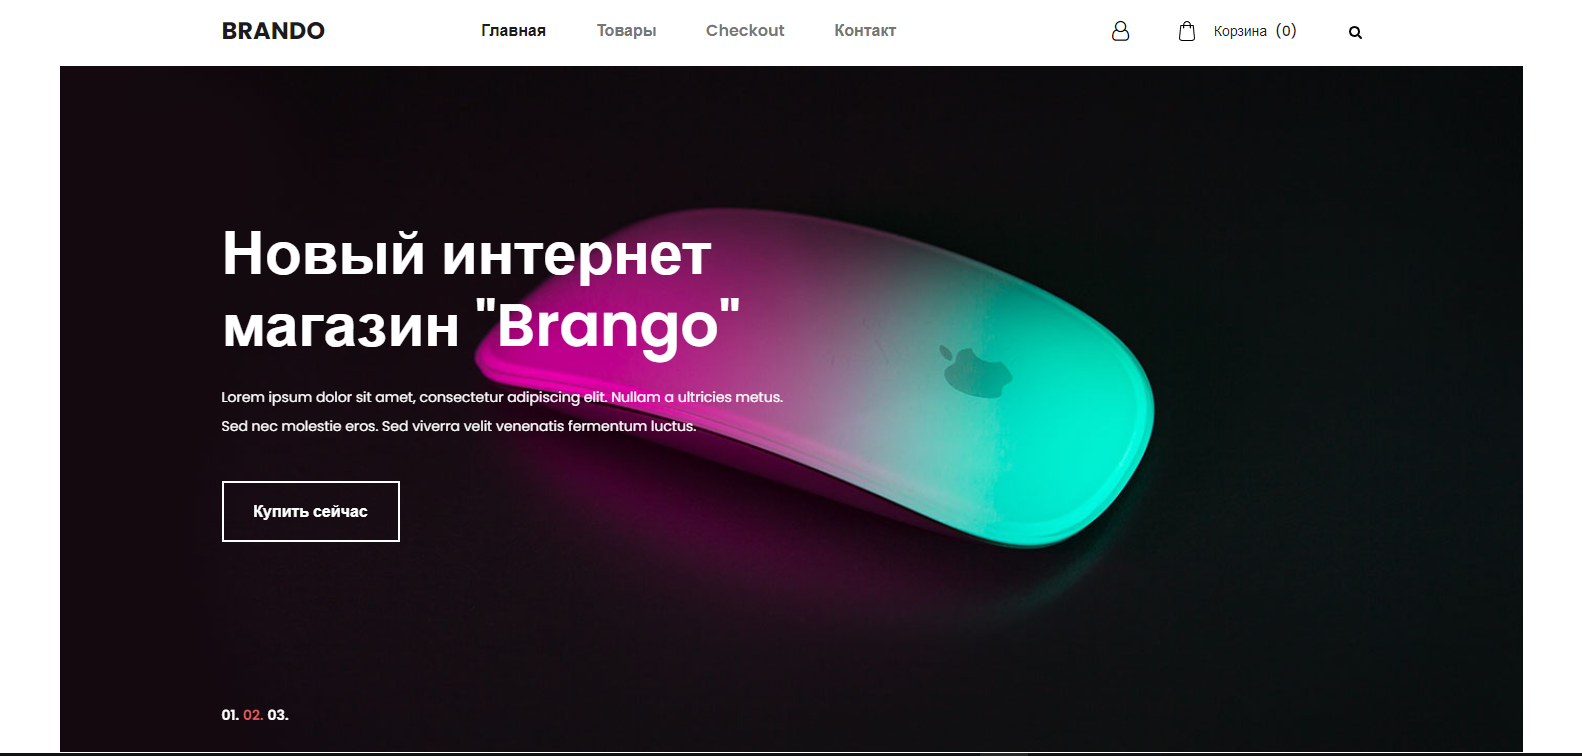 BRANDO
Главная Товары Checkout Контакт
Корзина (0)
Новый интернет
магазин "Brango"
Lorem ipsum dolor sit amet, consectetur adipiscing elit. Nullam a ultricies metus.
Sed nec molestie eros. Sed viverra velit venenatis fermentum luctus.
Купить сейчас
01. 02. 03.